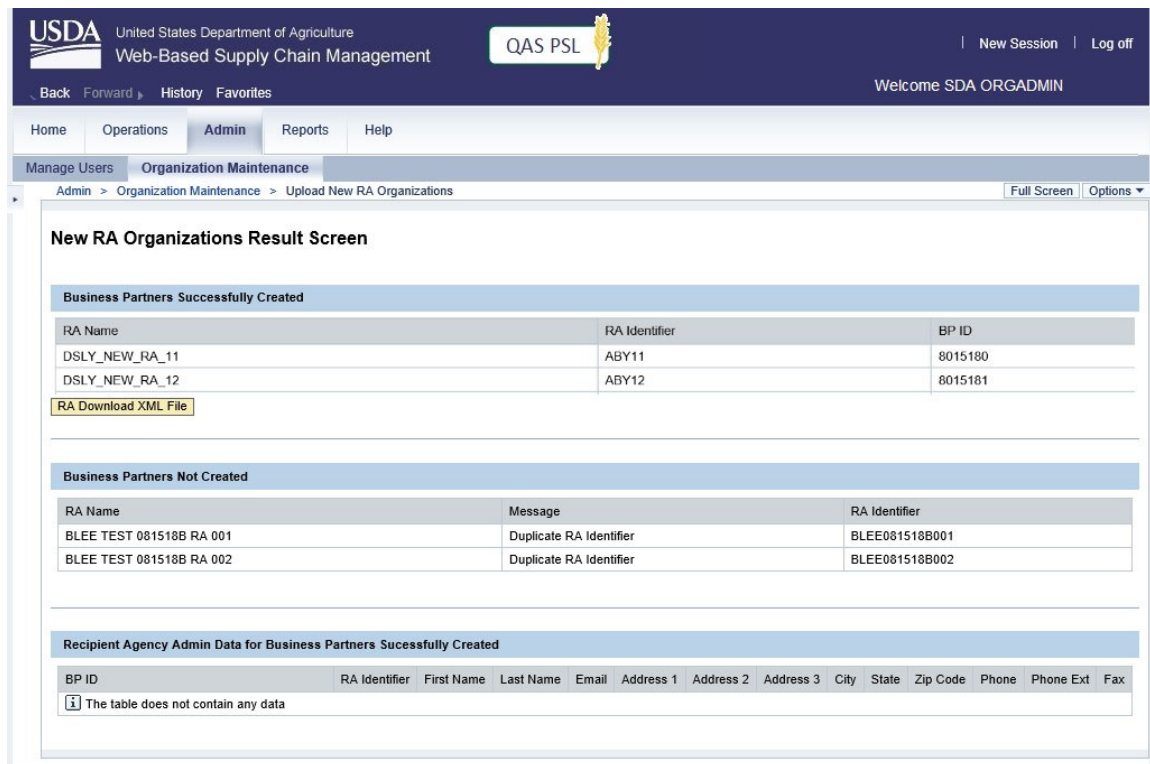 USDA United States Department of Agriculture
Web-Based Supply Chain Management
QAS PSL
New Session Log off
Back Forward History Favorites
Welcome SDA ORGADMIN
Home Operations Admin Reports Help
Manage Users Organization Maintenance
Admin > Organization Maintenance > Upload New RA Organizations
Full Screen Options
New RA Organizations Result Screen
Business Partners Successfully Created
RA Name RA Identifier BP ID
DSLY_NEW_RA_11 ABY11 8015180
DSLY_NEW_RA_12 ABY12 8015181
RA Download XML File
Business Partners Not Created
RA Name Message RA Identifier
BLEE TEST 081518B RA 001 Duplicate RA Identifier BLEE081518B001
BLEE TEST 081518B RA 002 Duplicate RA Identifier BLEE081518B002
Recipient Agency Admin Data for Business Partners Sucessfully Created
BP ID RA Identifier First Name Last Name Email Address 1 Address 2 Address 3 City State Zip Code Phone Phone Ext Fax
The table does not contain any data